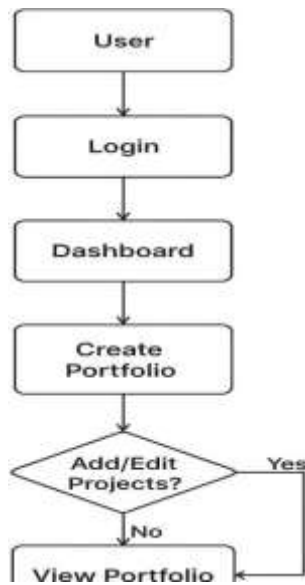 User
Login
Dashboard
Create
Portfolio
Add/Edit
Projects?
Yes
No
View Portfolio